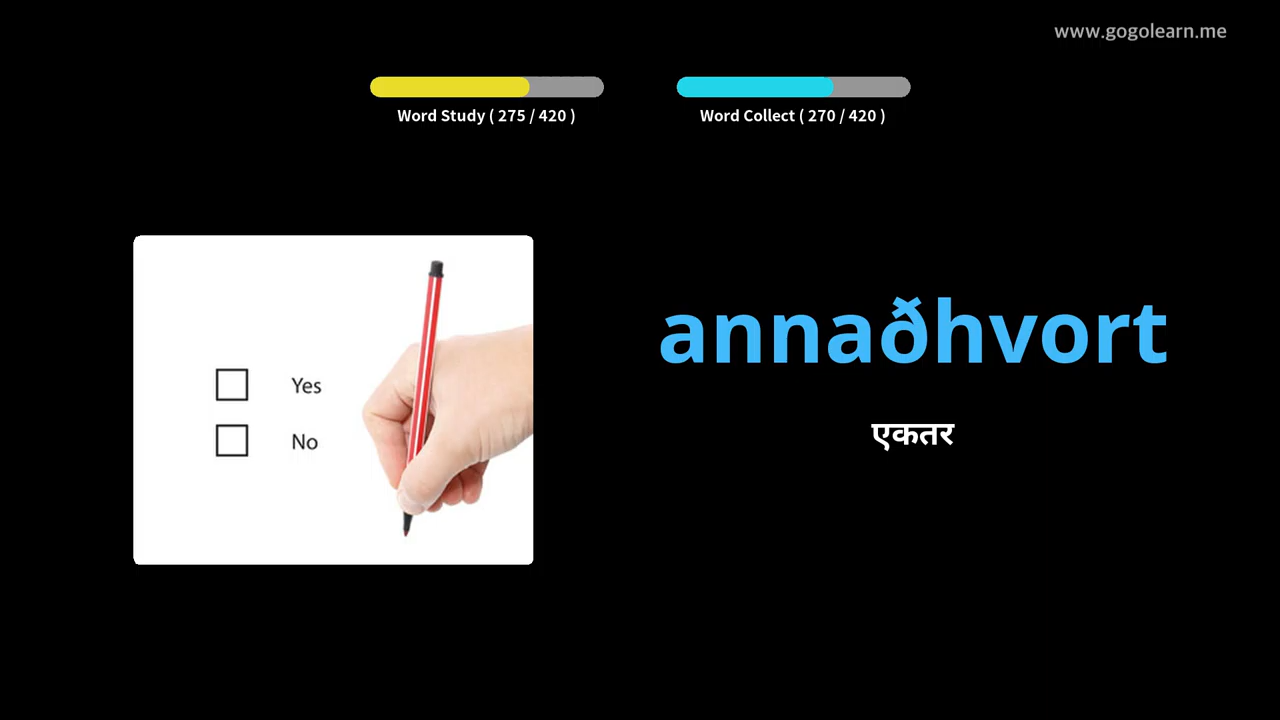 www.gogolearn.me
Word Study ( 275 / 420 )
Word Collect ( 270 / 420 )
Yes
No
annaðhvort
एकतर